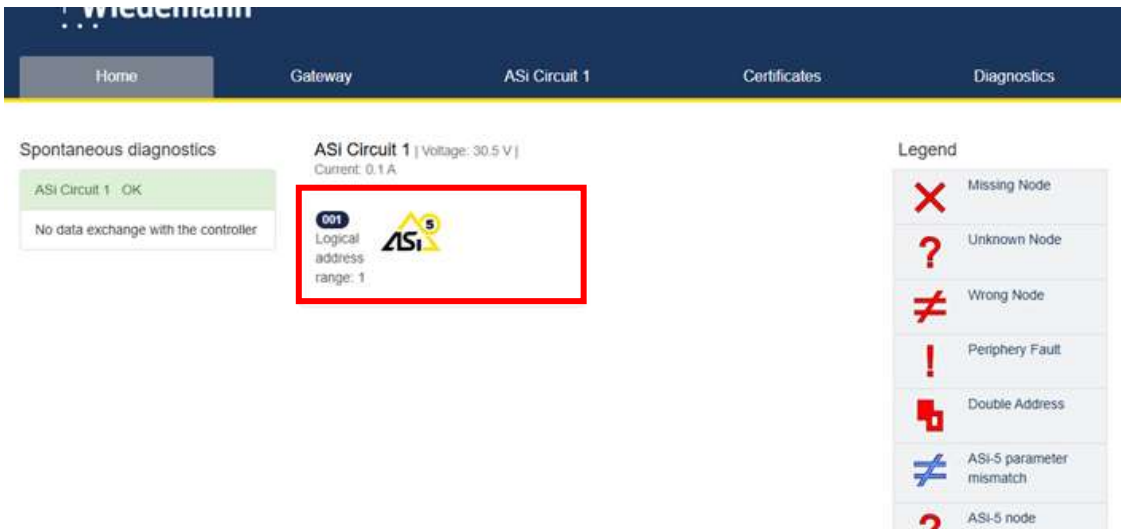 Wiedemann
Home Gateway ASi Circuit 1 Certificates Diagnostics
Spontaneous diagnostics
ASi Circuit 1 OK
No data exchange with the controller
ASi Circuit 1 | Voltage: 30.5 V |
Current: 0.1 A
001
Logical
address
range: 1
ASi 5
Legend
Missing Node
Unknown Node
Wrong Node
Periphery Fault
Double Address
ASi-5 parameter
mismatch
ASi-5 node